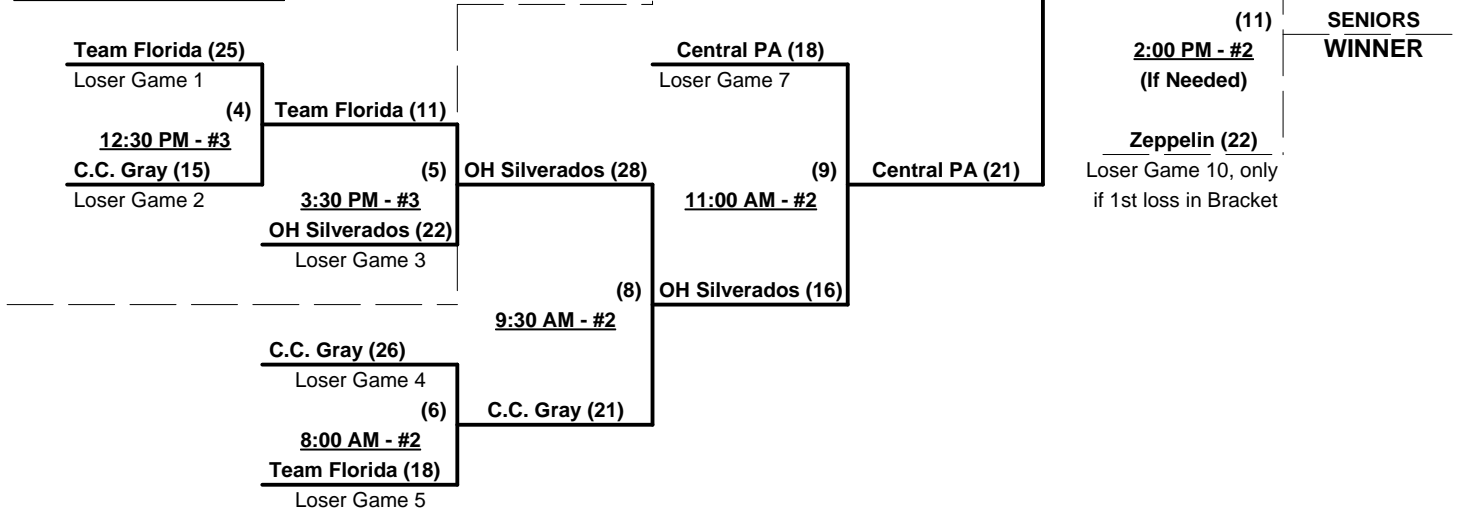 (11)
SENIORS
Team Florida (25)
Central PA (18)
2:00 PM - #2
WINNER
Loser Game 1
Loser Game 7
(If Needed)
(4)
Team Florida (11)
12:30 PM - #3
Zeppelin (22)
C.C. Gray (15)
(5)
OH Silverados (28)
(9)
Central PA (21)
Loser Game 10, only
Loser Game 2
3:30 PM - #3
11:00 AM - #2
if 1st loss in Bracket
OH Silverados (22)
Loser Game 3
(8)
OH Silverados (16)
9:30 AM - #2
C.C. Gray (26)
Loser Game 4
(6)
C.C. Gray (21)
8:00 AM - #2
Team Florida (18)
Loser Game 5